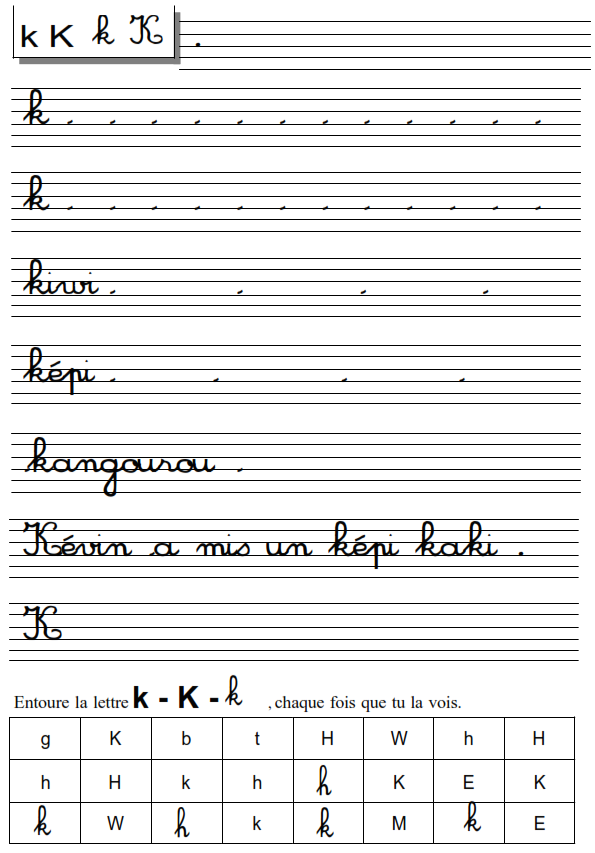 k K k K .
k
k
kiwi
képi
kangourou
Kévin a mis un képi kaki .
K
Entoure la lettre k - K - k , chaque fois que tu la vois.
g K b t H W h H
h H k h h K E K
k W h k k M k E